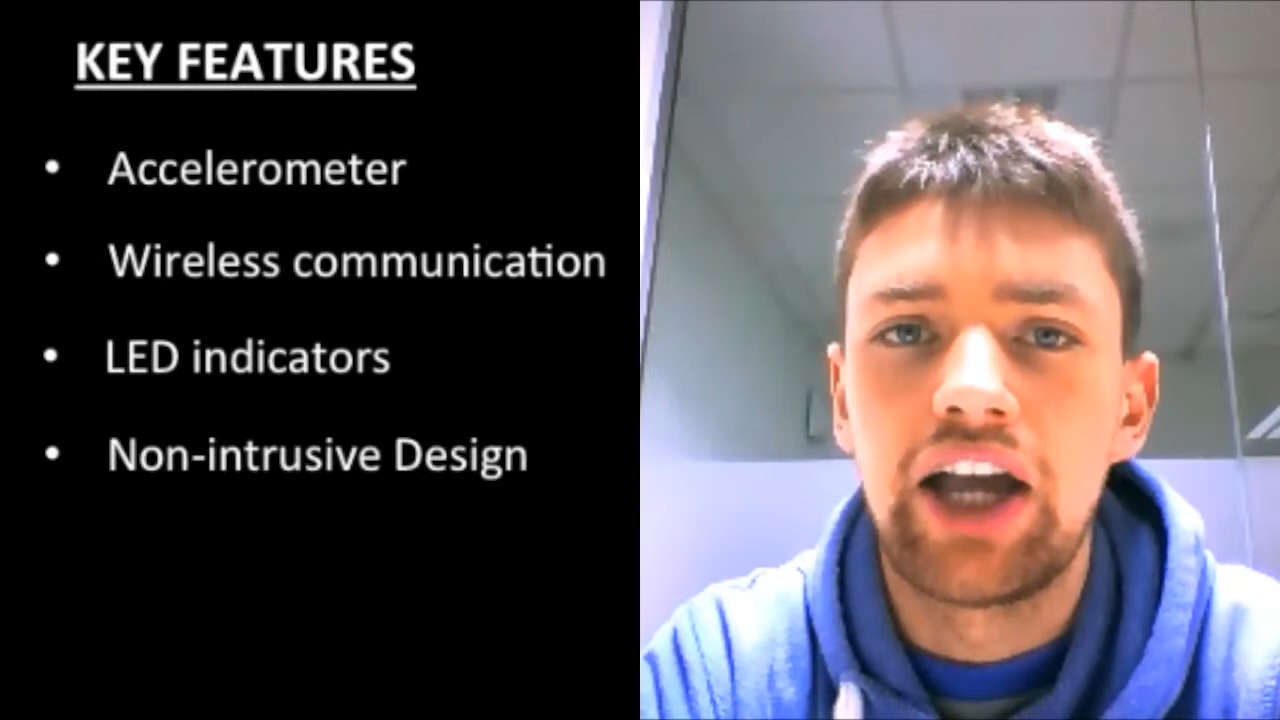 KEY FEATURES
• Accelerometer
• Wireless communication
• LED indicators
• Non-intrusive Design